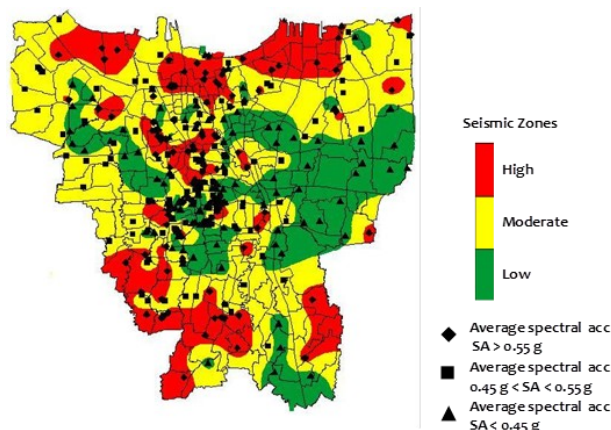 Seismic Zones
High
Moderate
Low
Average spectral acc
SA > 0.55 g
Average spectral acc
0.45 g < SA < 0.55 g
Average spectral acc
SA < 0.45 g